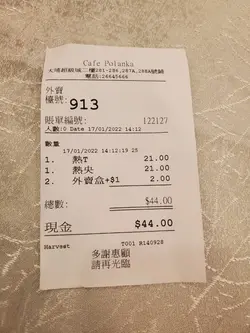 Cafe Polanka
電話:26645666
外賣
檯號: 913
賬單編號: 122127
人數:0 Date 17/01/2022 14:12
數量
17/01/2022 14:12:19 25
1. 熱T 21.00
1. 熱央 21.00
2. 外賣盒+$1 2.00
總數: $44.00
現金 $44.00
Harvest T001 R140928
多謝惠顧
請再光臨